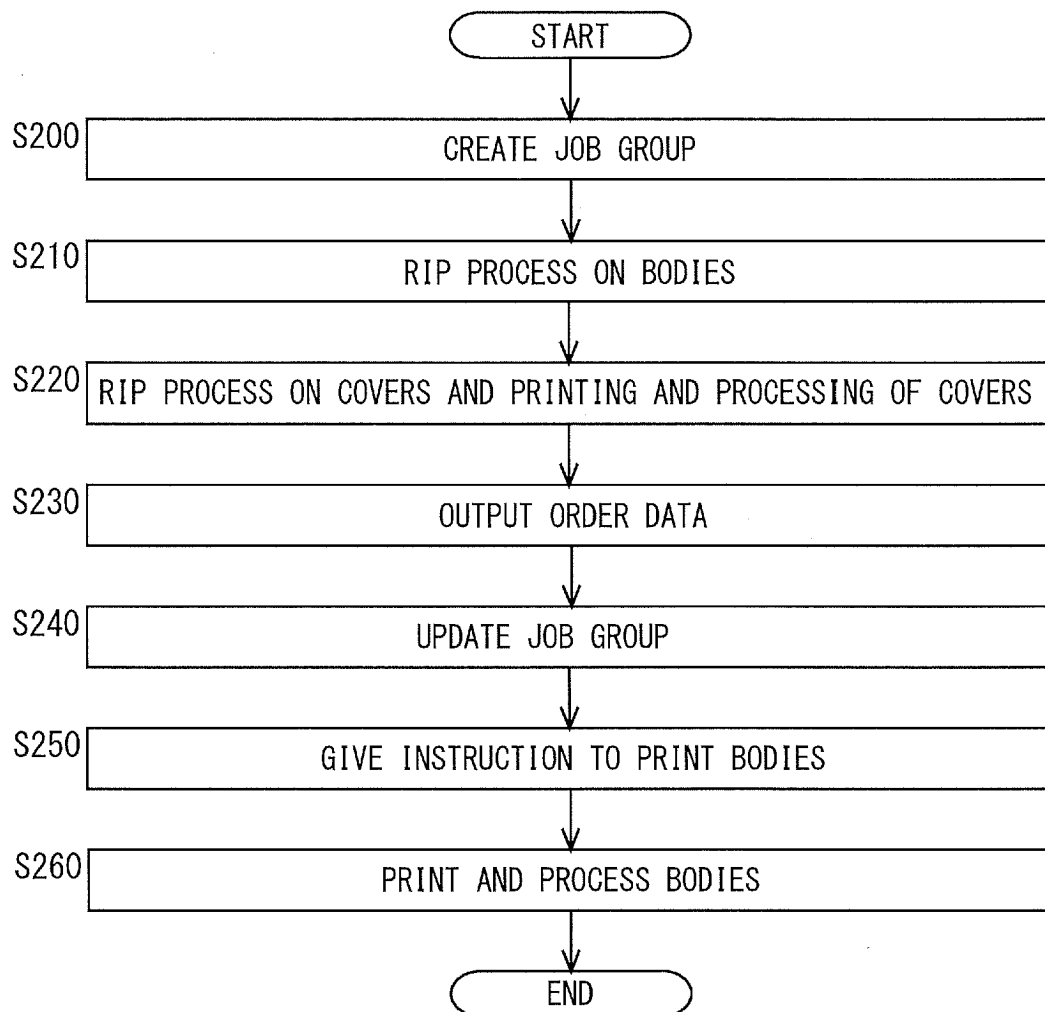 START
S200
CREATE JOB GROUP
S210
RIP PROCESS ON BODIES
S220
RIP PROCESS ON COVERS AND PRINTING AND PROCESSING OF COVERS
S230
OUTPUT ORDER DATA
S240
UPDATE JOB GROUP
S250
GIVE INSTRUCTION TO PRINT BODIES
S260
PRINT AND PROCESS BODIES
END